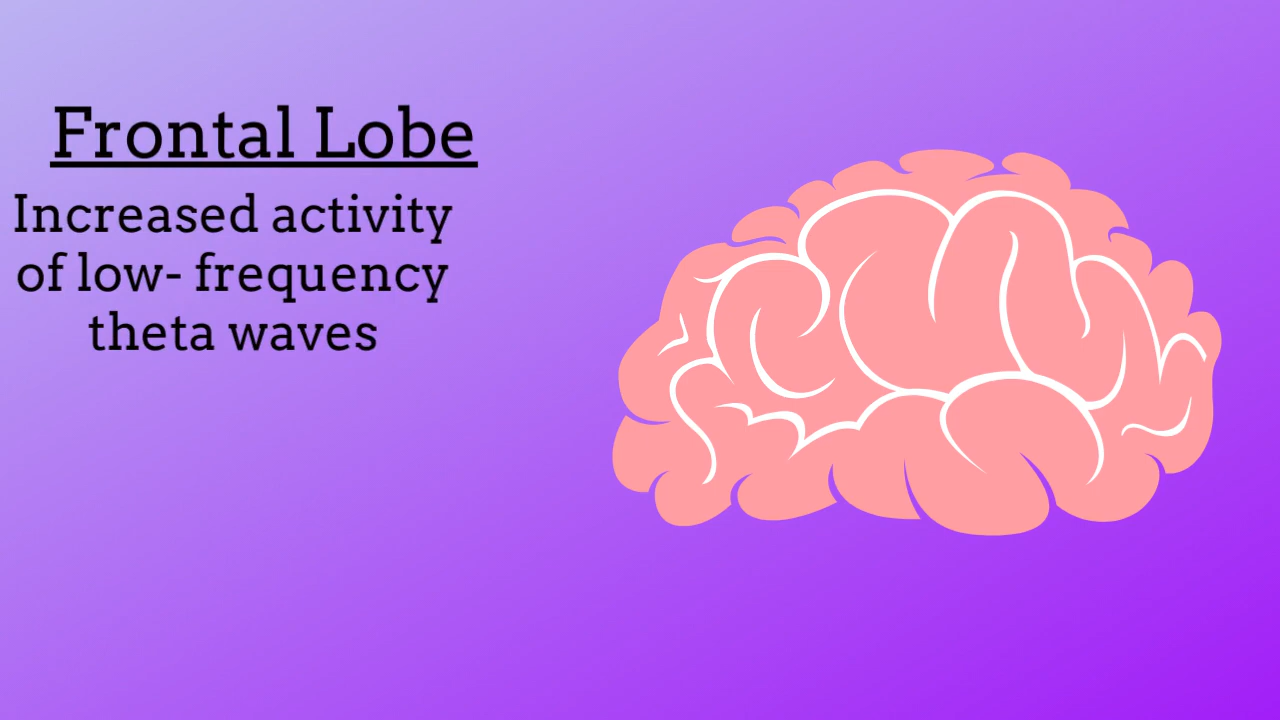 Frontal Lobe
Increased activity
of low- frequency
theta waves